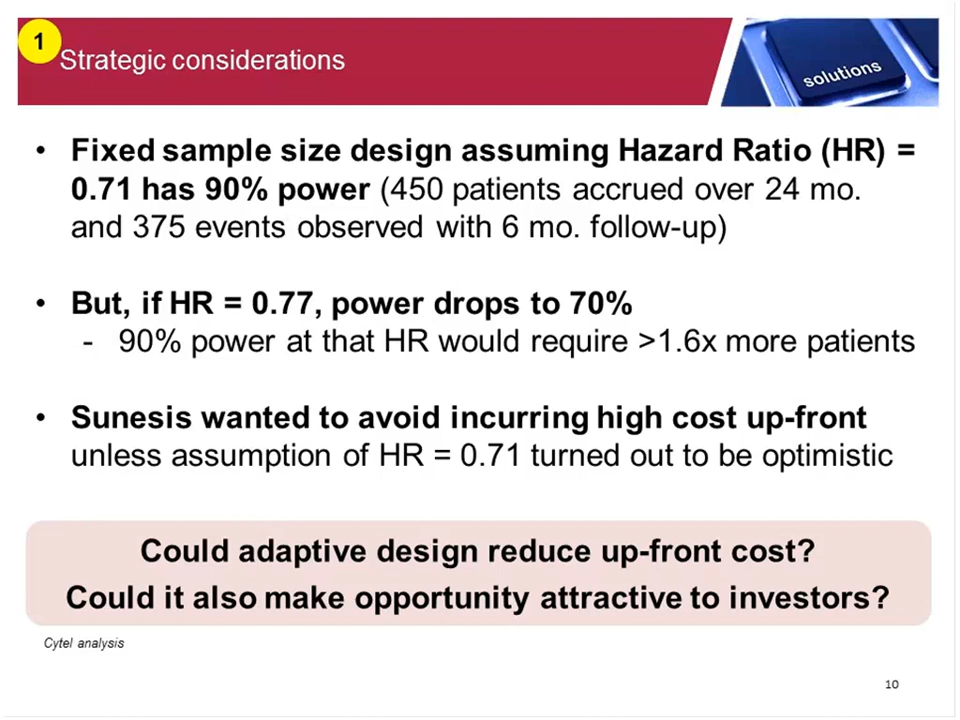 1
Strategic considerations
solutions
• Fixed sample size design assuming Hazard Ratio (HR) =
0.71 has 90% power (450 patients accrued over 24 mo.
and 375 events observed with 6 mo. follow-up)
• But, if HR = 0.77, power drops to 70%
- 90% power at that HR would require >1.6x more patients
• Sunesis wanted to avoid incurring high cost up-front
unless assumption of HR = 0.71 turned out to be optimistic
Could adaptive design reduce up-front cost?
Could it also make opportunity attractive to investors?
Cytel analysis
10